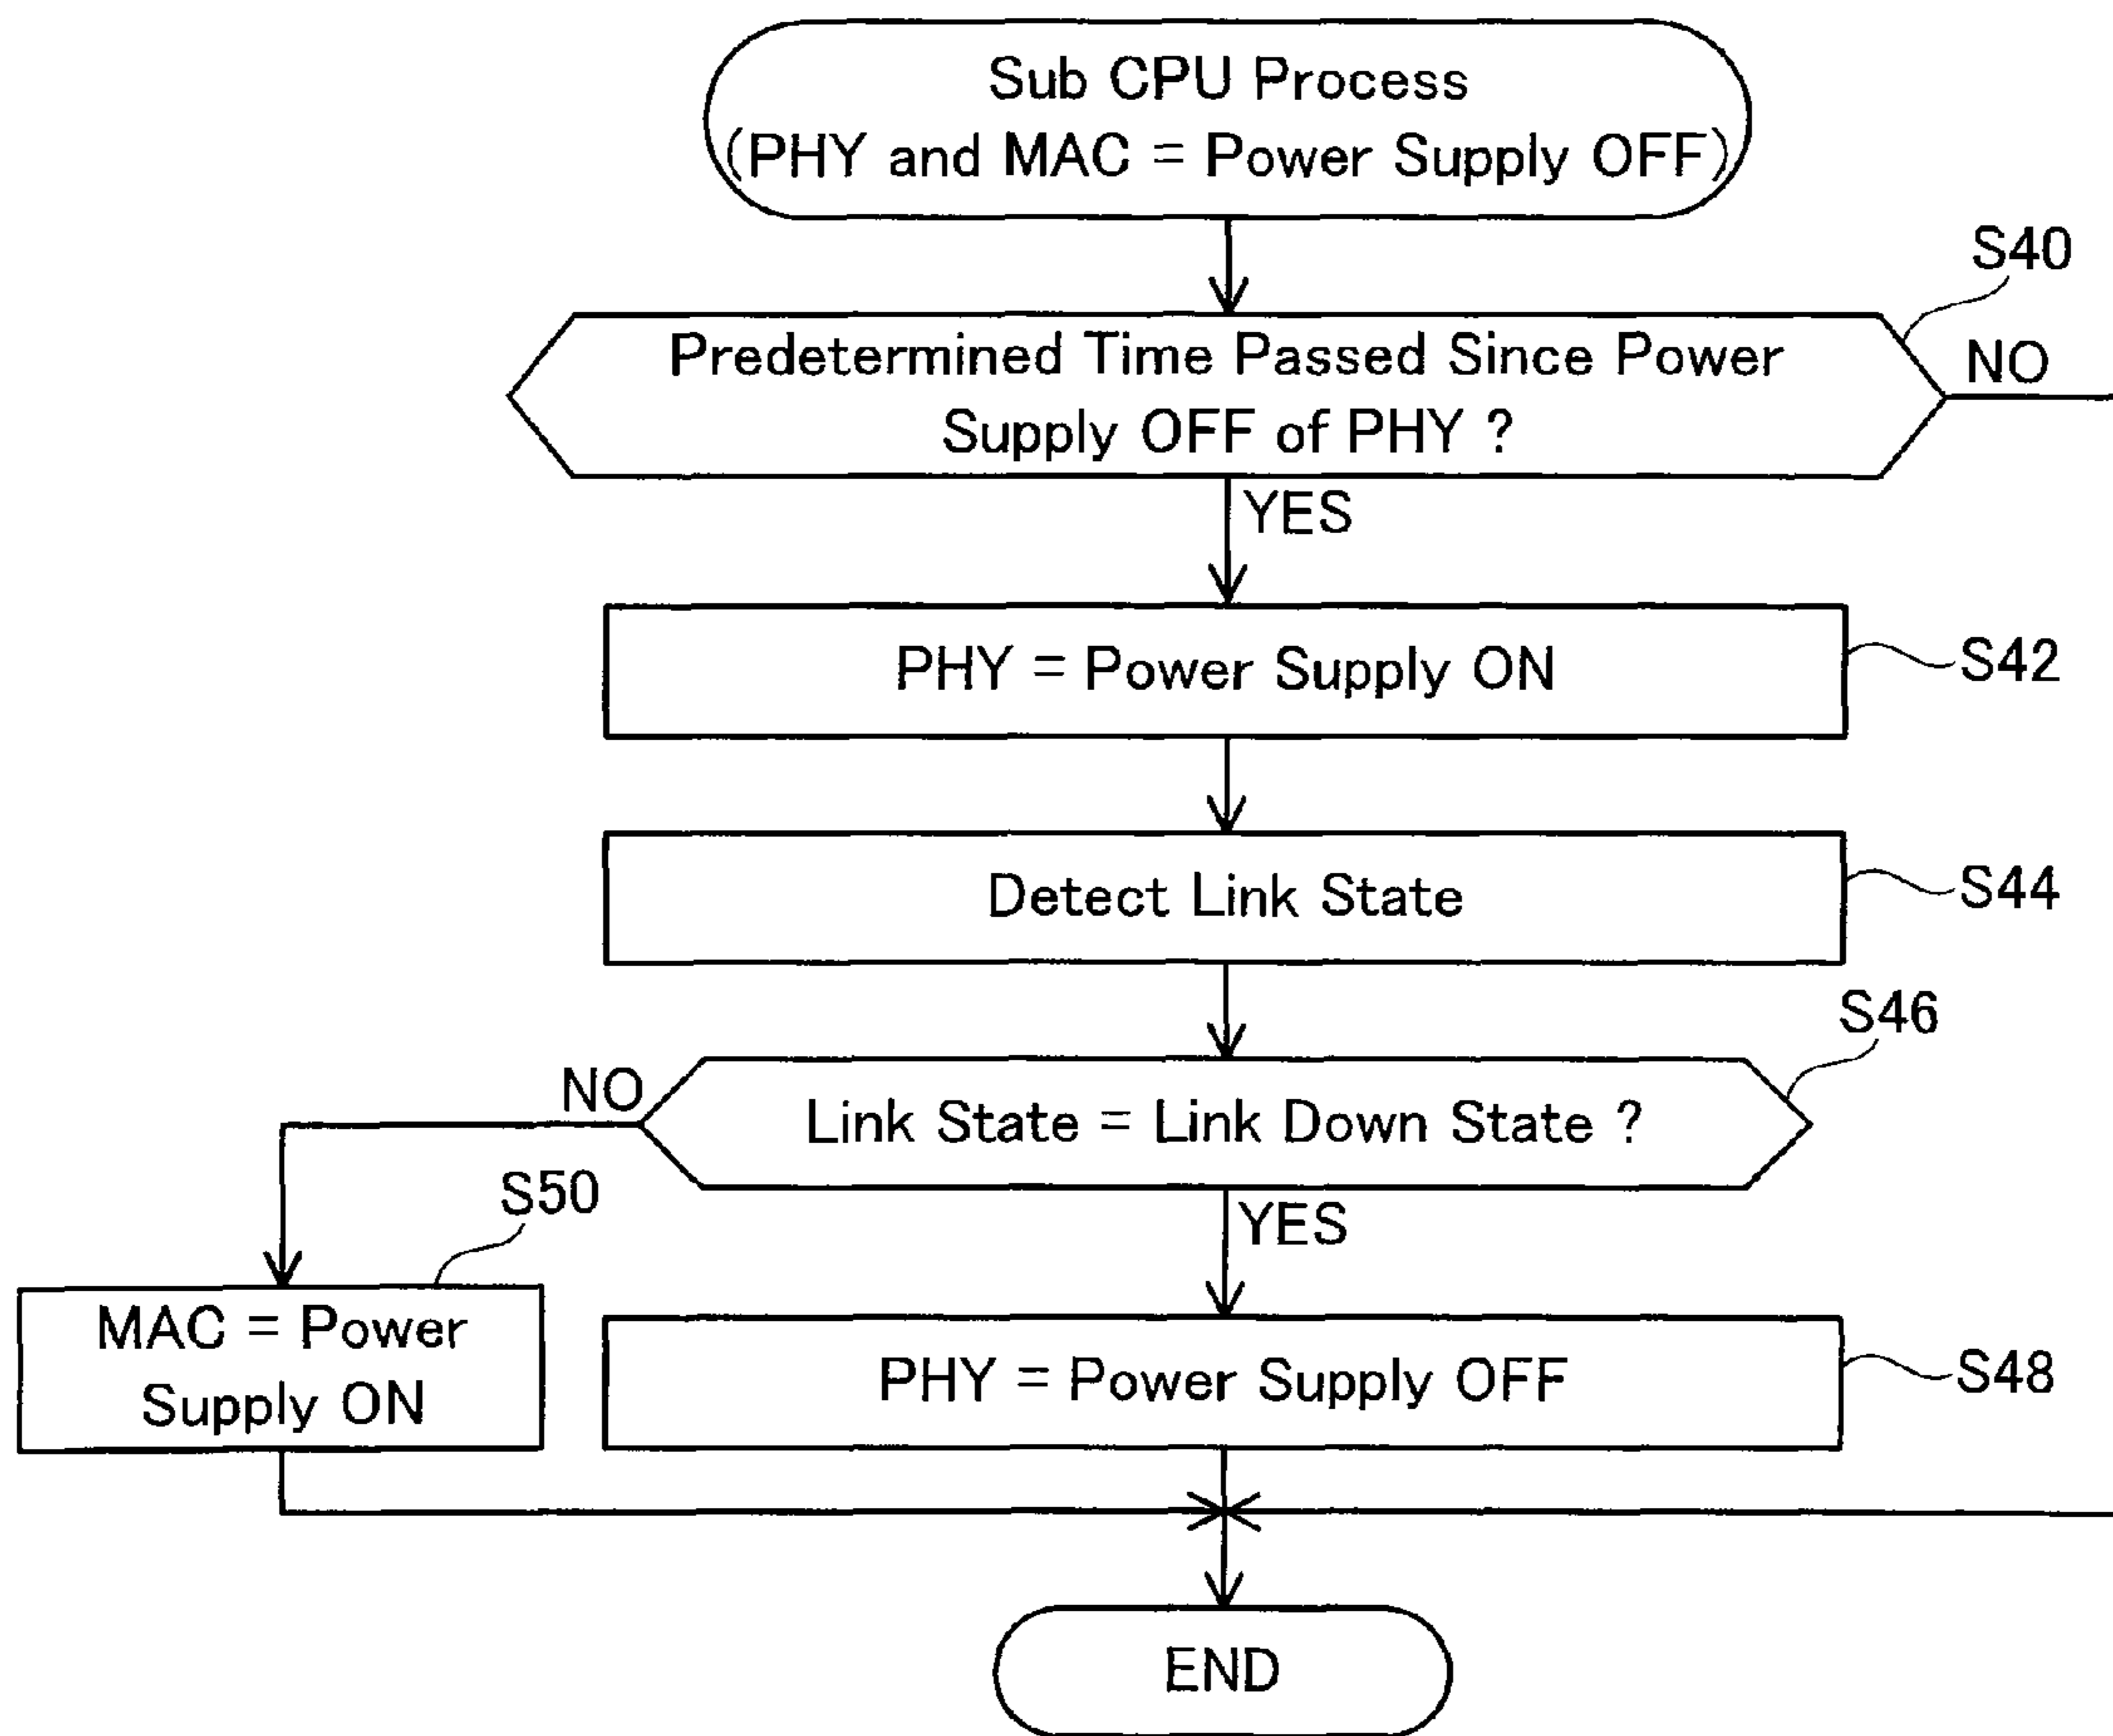 Sub CPU Process
(PHY and MAC = Power Supply OFF)
S40
Predetermined Time Passed Since Power
Supply OFF of PHY ?
NO
YES
PHY = Power Supply ON
S42
Detect Link State
S44
S46
NO
Link State = Link Down State ?
S50
YES
MAC = Power
Supply ON
PHY = Power Supply OFF
S48
END